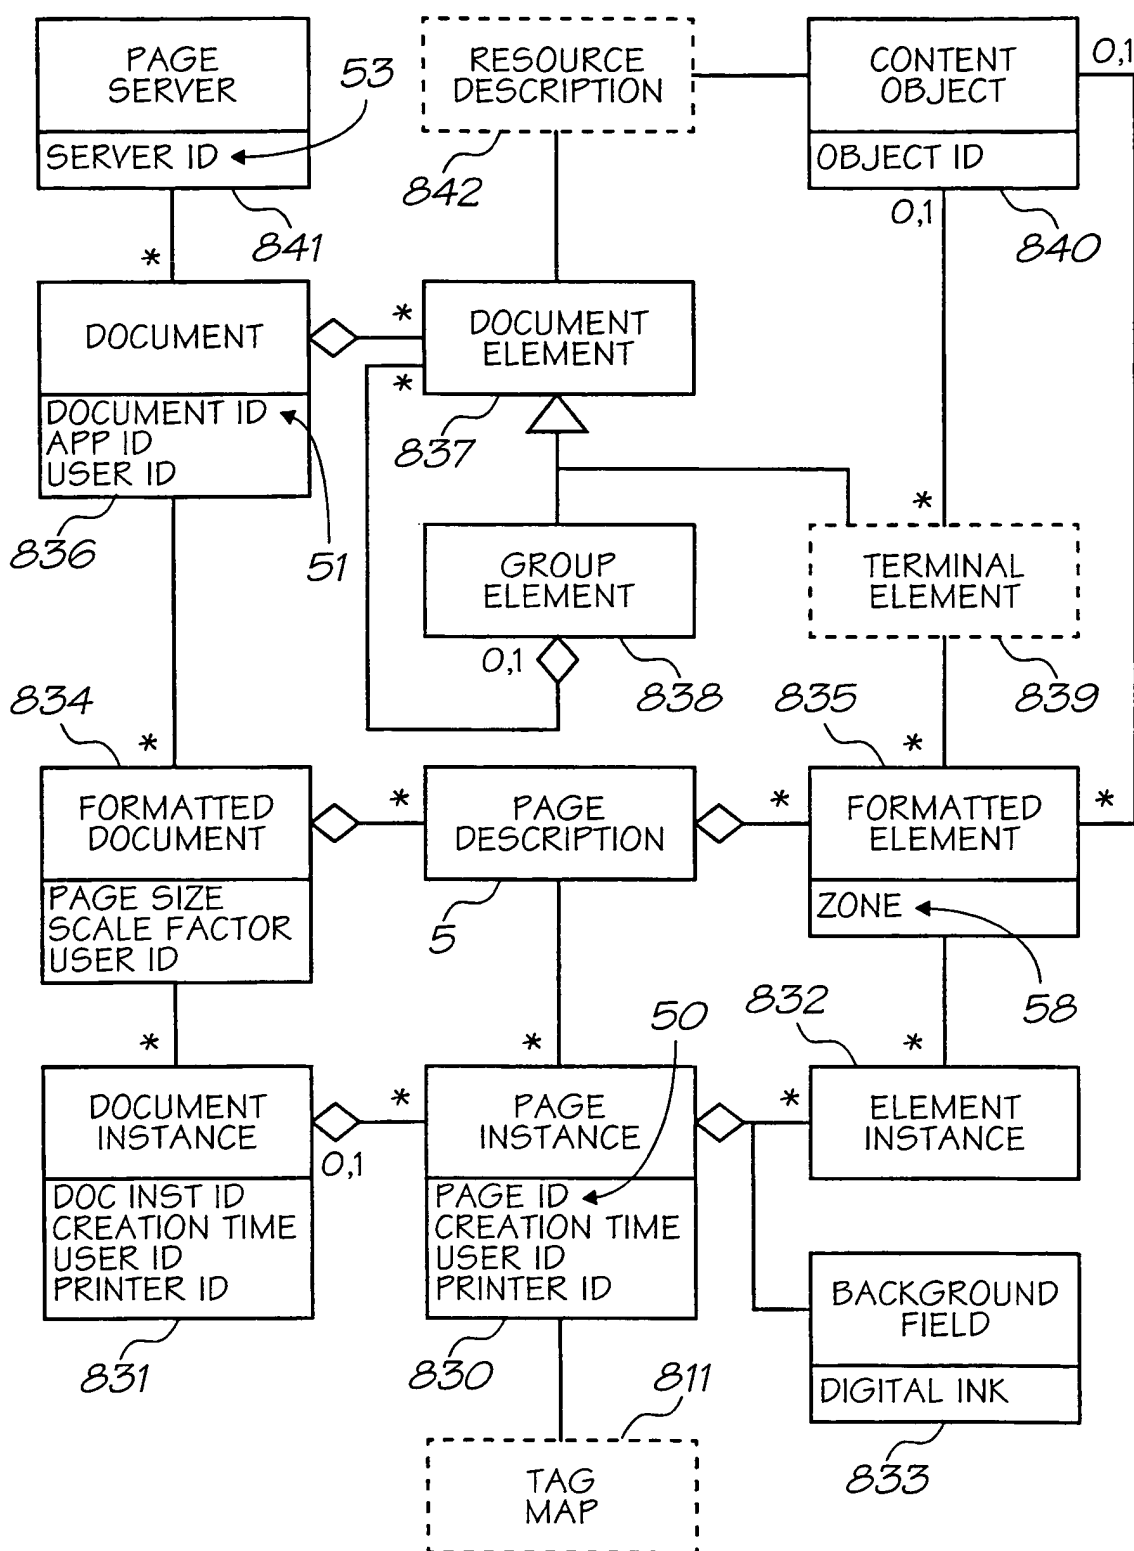 PAGE
SERVER
SERVER ID
53
841
*
RESOURCE
DESCRIPTION
842
CONTENT
OBJECT
OBJECT ID
0,1
0,1
840
DOCUMENT
DOCUMENT ID
APP ID
USER ID
836
51
*
*
DOCUMENT
ELEMENT
837
GROUP
ELEMENT
0,1
838
*
TERMINAL
ELEMENT
839
834
*
FORMATTED
DOCUMENT
PAGE SIZE
SCALE FACTOR
USER ID
*
PAGE
DESCRIPTION
5
*
835
*
FORMATTED
ELEMENT
*
ZONE
58
*
DOCUMENT
INSTANCE
0,1
DOC INST ID
CREATION TIME
USER ID
PRINTER ID
831
*
*
PAGE
INSTANCE
50
PAGE ID
CREATION TIME
USER ID
PRINTER ID
830
*
832
*
ELEMENT
INSTANCE
BACKGROUND
FIELD
DIGITAL INK
833
811
TAG
MAP